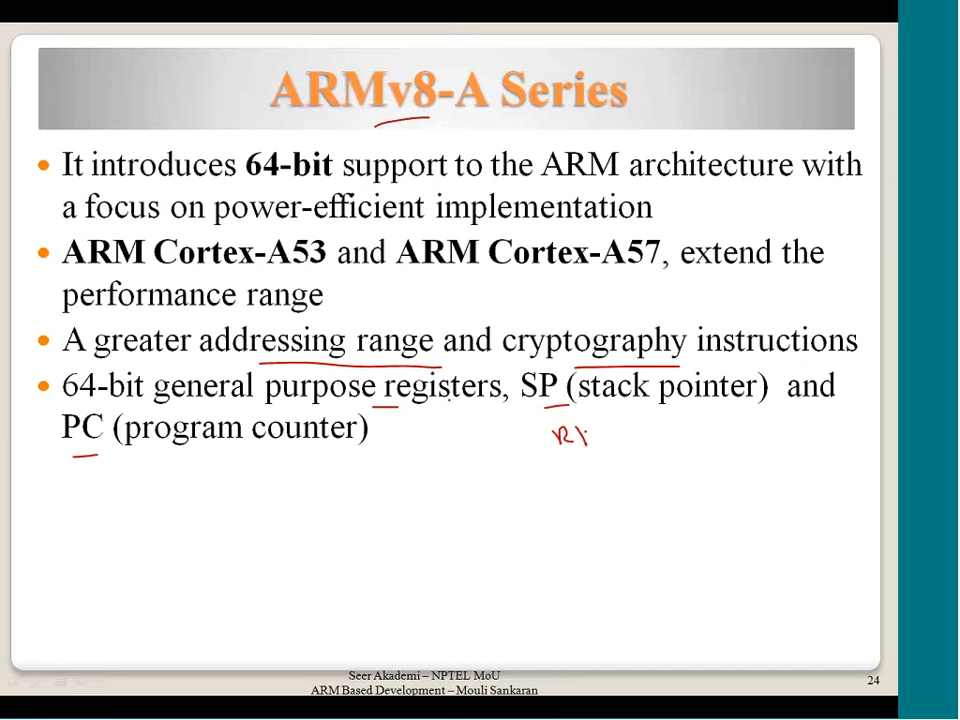 ARMv8-A Series
• It introduces 64-bit support to the ARM architecture with
a focus on power-efficient implementation
• ARM Cortex-A53 and ARM Cortex-A57, extend the
performance range
• A greater addressing range and cryptography instructions
• 64-bit general purpose registers, SP (stack pointer) and
PC (program counter)
Seer Akademi – NPTEL MoU
ARM Based Development – Mouli Sankaran
24